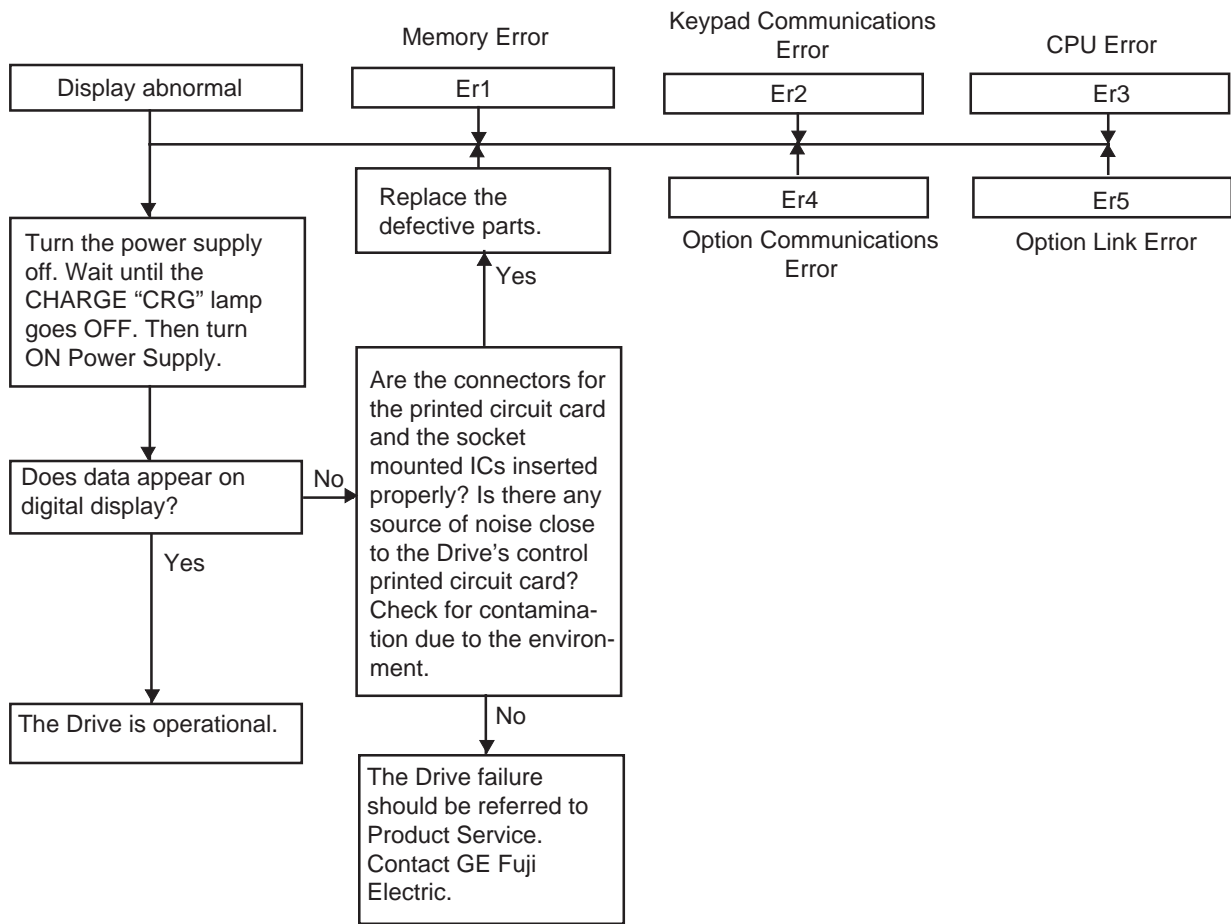 Memory Error
Keypad Communications
Error
CPU Error
Display abnormal
Er1
Er2
Er3
Replace the
defective parts.
Er4
Er5
Option Communications
Error
Option Link Error
Turn the power supply
off. Wait until the
CHARGE “CRG” lamp
goes OFF. Then turn
ON Power Supply.
Yes
Are the connectors for
the printed circuit card
and the socket
mounted ICs inserted
properly? Is there any
source of noise close
to the Drive’s control
printed circuit card?
Check for contamina-
tion due to the environ-
ment.
Does data appear on
digital display?
No
Yes
The Drive is operational.
No
The Drive failure
should be referred to
Product Service.
Contact GE Fuji
Electric.